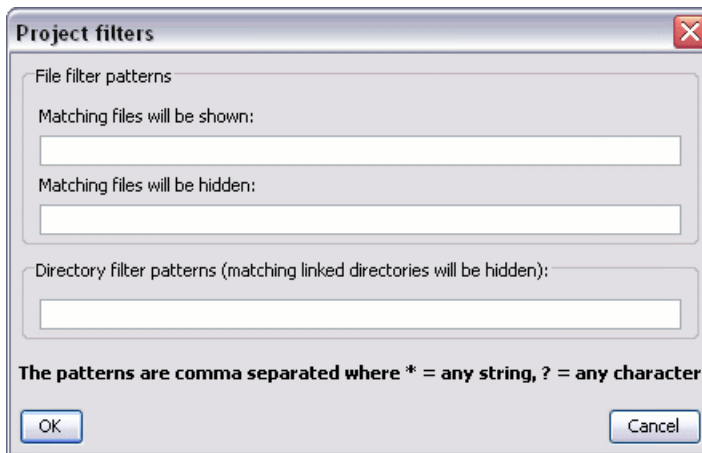 Project filters
File filter patterns
Matching files will be shown:
Matching files will be hidden:
Directory filter patterns (matching linked directories will be hidden):
The patterns are comma separated where * = any string, ? = any character
OK
Cancel